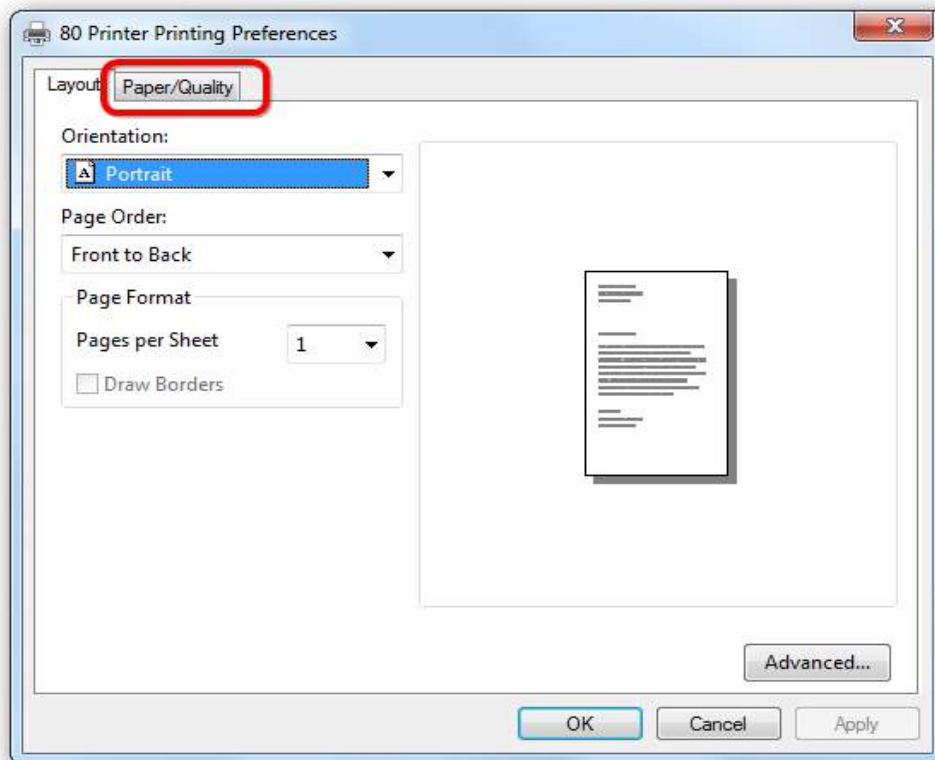 80 Printer Printing Preferences
Layout Paper/Quality
Orientation:
A Portrait
Page Order:
Front to Back
Page Format
Pages per Sheet 1
Draw Borders
Advanced...
OK Cancel Apply